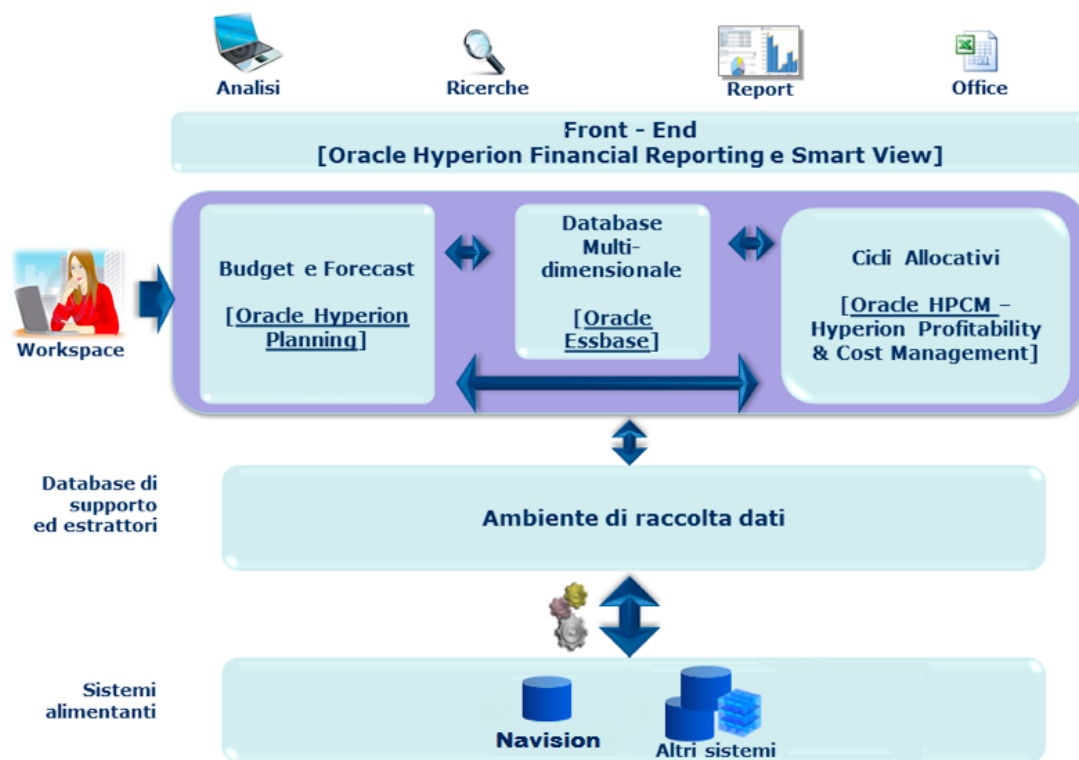 Analisi
Ricerche
Report
Office
Front - End
[Oracle Hyperion Financial Reporting e Smart View]
Workspace
Budget e Forecast
[Oracle Hyperion
Planning]
Database
Multi-
dimensionale
[Oracle
Essbase]
Cicli Allocativi
[Oracle HPCM –
Hyperion Profitability
& Cost Management]
Database di
supporto
ed estrattori
Ambiente di raccolta dati
Sistemi
alimentanti
Navision
Altri sistemi